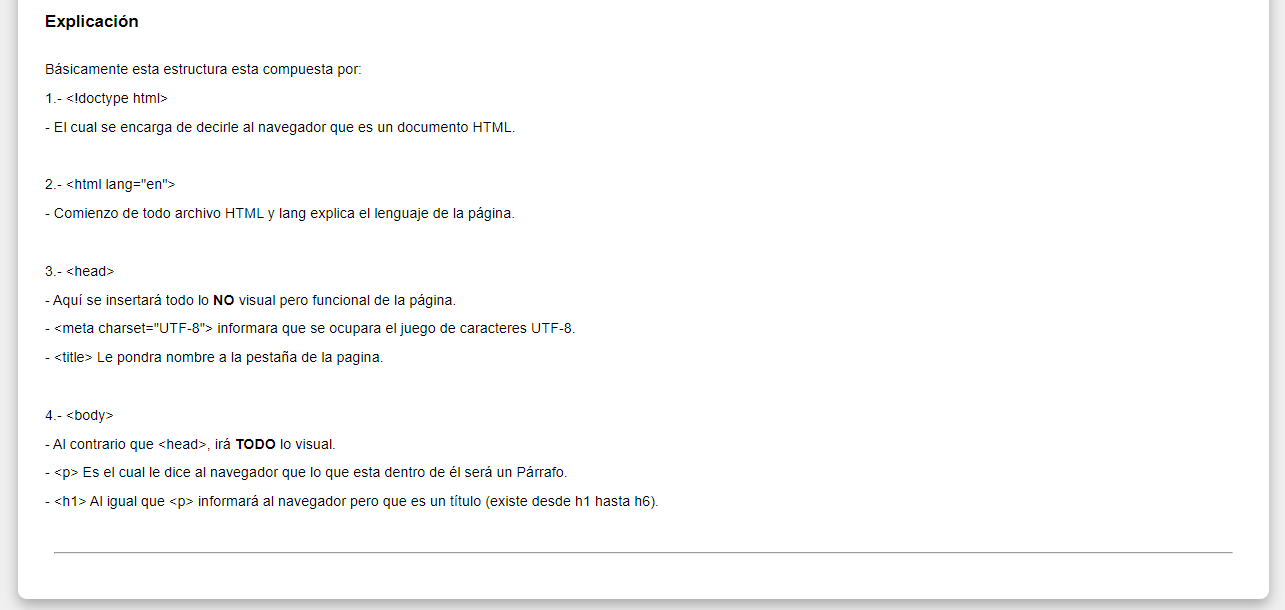 Explicación
Básicamente esta estructura esta compuesta por:
1.- <!doctype html>
- El cual se encarga de decirle al navegador que es un documento HTML.
2.- <html lang="en">
- Comienzo de todo archivo HTML y lang explica el lenguaje de la página.
3.- <head>
- Aquí se insertará todo lo NO visual pero funcional de la página.
- <meta charset="UTF-8"> informara que se ocupara el juego de caracteres UTF-8.
- <title> Le pondra nombre a la pestaña de la pagina.
4.- <body>
- Al contrario que <head>, irá TODO lo visual.
- <p> Es el cual le dice al navegador que lo que esta dentro de él será un Párrafo.
- <h1> Al igual que <p> informará al navegador pero que es un título (existe desde h1 hasta h6).